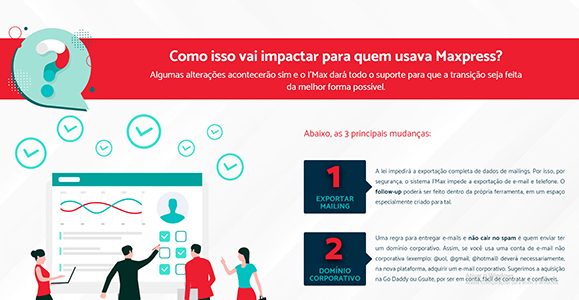 ?
Como isso vai impactar para quem usava Maxpress?
Algumas alterações acontecerão sim e o I'Max dará todo o suporte para que a transição seja feita
da melhor forma possível.
Abaixo, as 3 principais mudanças:
1
EXPORTAR
MAILING
A lei impedirá a exportação completa de dados de mailings. Por isso, por
segurança, o sistema I'Max impede a exportação de e-mail e telefone. O
follow-up poderá ser feito dentro da própria ferramenta, em um espaço
especialmente criado para tal.
2
DOMÍNIO
CORPORATIVO
Uma regra para entregar e-mails e não cair no spam é quem enviar ter
um domínio corporativo. Assim, se você usa uma conta de e-mail não
corporativa (exemplo: @uol, @gmail, @hotmail) deverá necessariamente,
na nova plataforma, adquirir um e-mail corporativo. Sugerimos a aquisição
na Go Daddy ou Gsuite, por ser em conta, fácil de contratar e confiáveis.